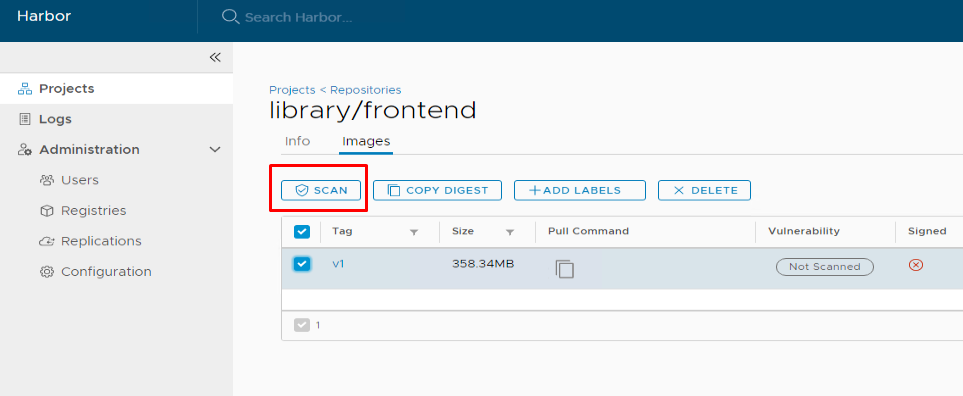 Harbor
Search Harbor...
«
Projects
Logs
Administration
Users
Registries
Replications
Configuration
Projects < Repositories
library/frontend
Info Images
SCAN COPY DIGEST +ADD LABELS × DELETE
Tag Size Pull Command Vulnerability Signed
v1 358.34MB Not Scanned
1